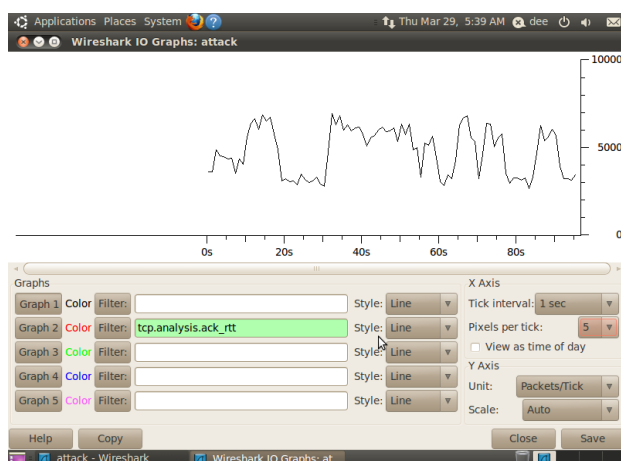 Applications Places System Thu Mar 29, 5:39 AM dee
Wireshark IO Graphs: attack
10000
5000
0
0s 20s 40s 60s 80s
Graphs
Graph 1 Color Filter: Style: Line
Graph 2 Color Filter: tcp.analysis.ack_rtt Style: Line
Graph 3 Color Filter: Style: Line
Graph 4 Color Filter: Style: Line
Graph 5 Color Filter: Style: Line
X Axis
Tick interval: 1 sec
Pixels per tick: 5
View as time of day
Y Axis
Unit: Packets/Tick
Scale: Auto
Help Copy Close Save
attack - Wireshark Wireshark IO Graphs: at